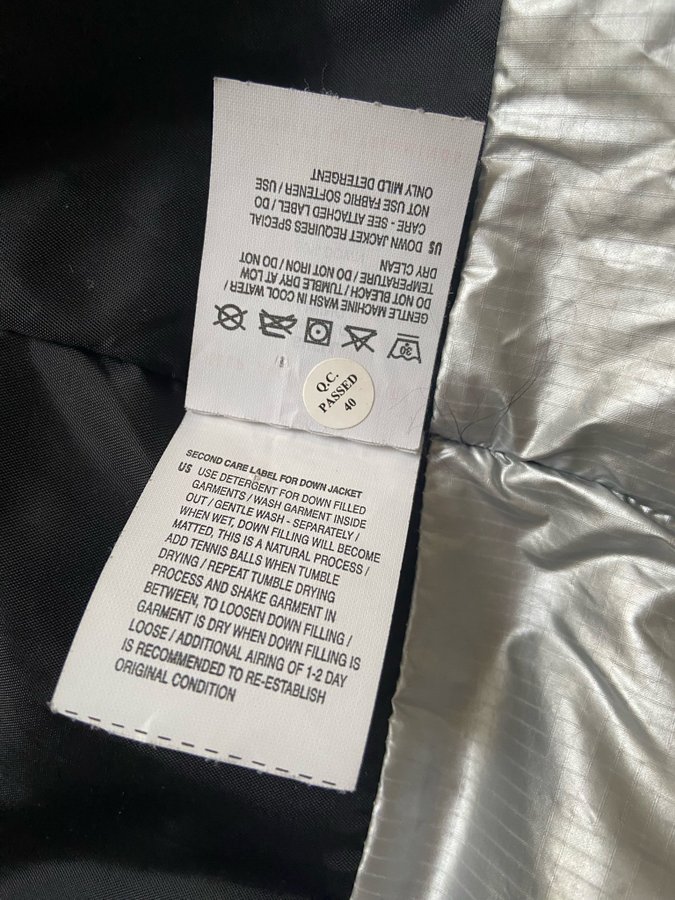 GENTLE MACHINE WASH IN COOL WATER /
DO NOT BLEACH / TUMBLE DRY AT LOW
TEMPERATURE / DO NOT IRON / DO NOT
DRY CLEAN
US DOWN JACKET REQUIRES SPECIAL
CARE - SEE ATTACHED LABEL / DO
NOT USE FABRIC SOFTENER / USE
ONLY MILD DETERGENT
30
Q.C.
PASSED
40
SECOND CARE LABEL FOR DOWN JACKET
US USE DETERGENT FOR DOWN FILLED
GARMENTS / WASH GARMENT INSIDE
OUT / GENTLE WASH - SEPARATELY /
WHEN WET, DOWN FILLING WILL BECOME
MATTED, THIS IS A NATURAL PROCESS /
ADD TENNIS BALLS WHEN TUMBLE
DRYING / REPEAT TUMBLE DRYING
PROCESS AND SHAKE GARMENT IN
BETWEEN, TO LOOSEN DOWN FILLING /
GARMENT IS DRY WHEN DOWN FILLING IS
LOOSE / ADDITIONAL AIRING OF 1-2 DAY
IS RECOMMENDED TO RE-ESTABLISH
ORIGINAL CONDITION